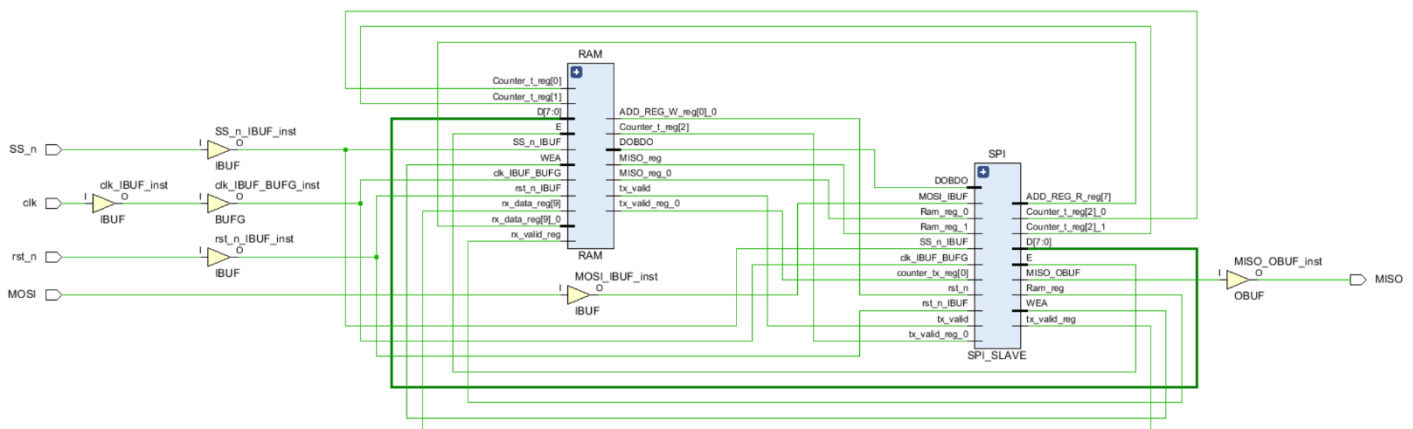 RAM
Counter_t_reg[0]
Counter_t_reg[1]
D[7:0]
E
SS_n_IBUF
WEA
clk_IBUF_BUFG
rst_n_IBUF
rx_data_reg[9]
rx_data_reg[9]_0
rx_valid_reg
ADD_REG_W_reg[0]_0
Counter_t_reg[2]
DOBDO
MISO_reg
MISO_reg_0
tx_valid
tx_valid_reg_0
RAM
SS_n
SS_n_IBUF_inst
I
O
IBUF
clk
clk_IBUF_inst
I
O
IBUF
clk_IBUF_BUFG_inst
I
O
BUFG
rst_n
rst_n_IBUF_inst
I
O
IBUF
MOSI
MOSI_IBUF_inst
I
O
IBUF
SPI
DOBDO
MOSI_IBUF
Ram_reg_0
Ram_reg_1
SS_n_IBUF
clk_IBUF_BUFG
counter_tx_reg[0]
rst_n
rst_n_IBUF
tx_valid
tx_valid_reg_0
ADD_REG_R_reg[7]
Counter_t_reg[2]_0
Counter_t_reg[2]_1
D[7:0]
E
MISO_OBUF
Ram_reg
WEA
tx_valid_reg
SPI_SLAVE
MISO_OBUF_inst
I
O
OBUF
MISO